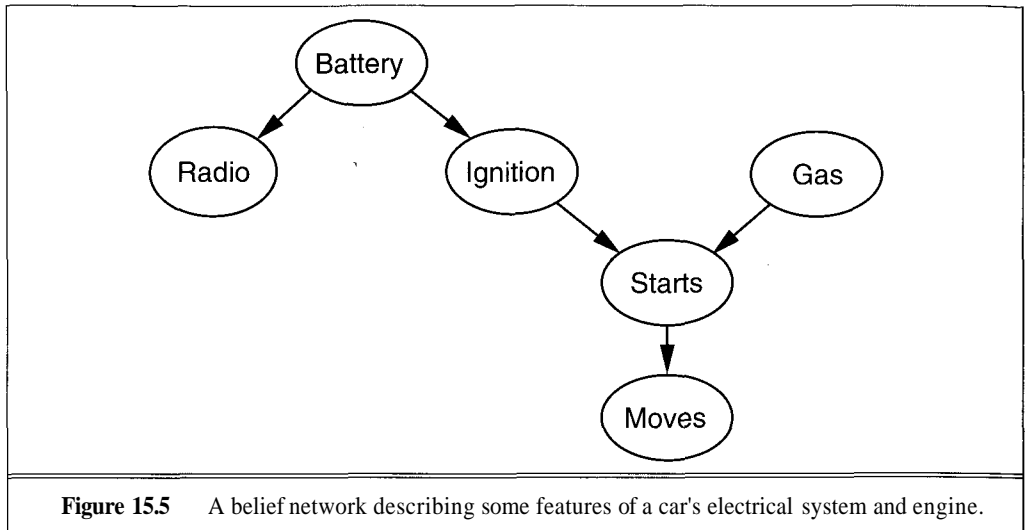 Battery
Radio
Ignition
Gas
Starts
Moves
Figure 15.5 A belief network describing some features of a car's electrical system and engine.